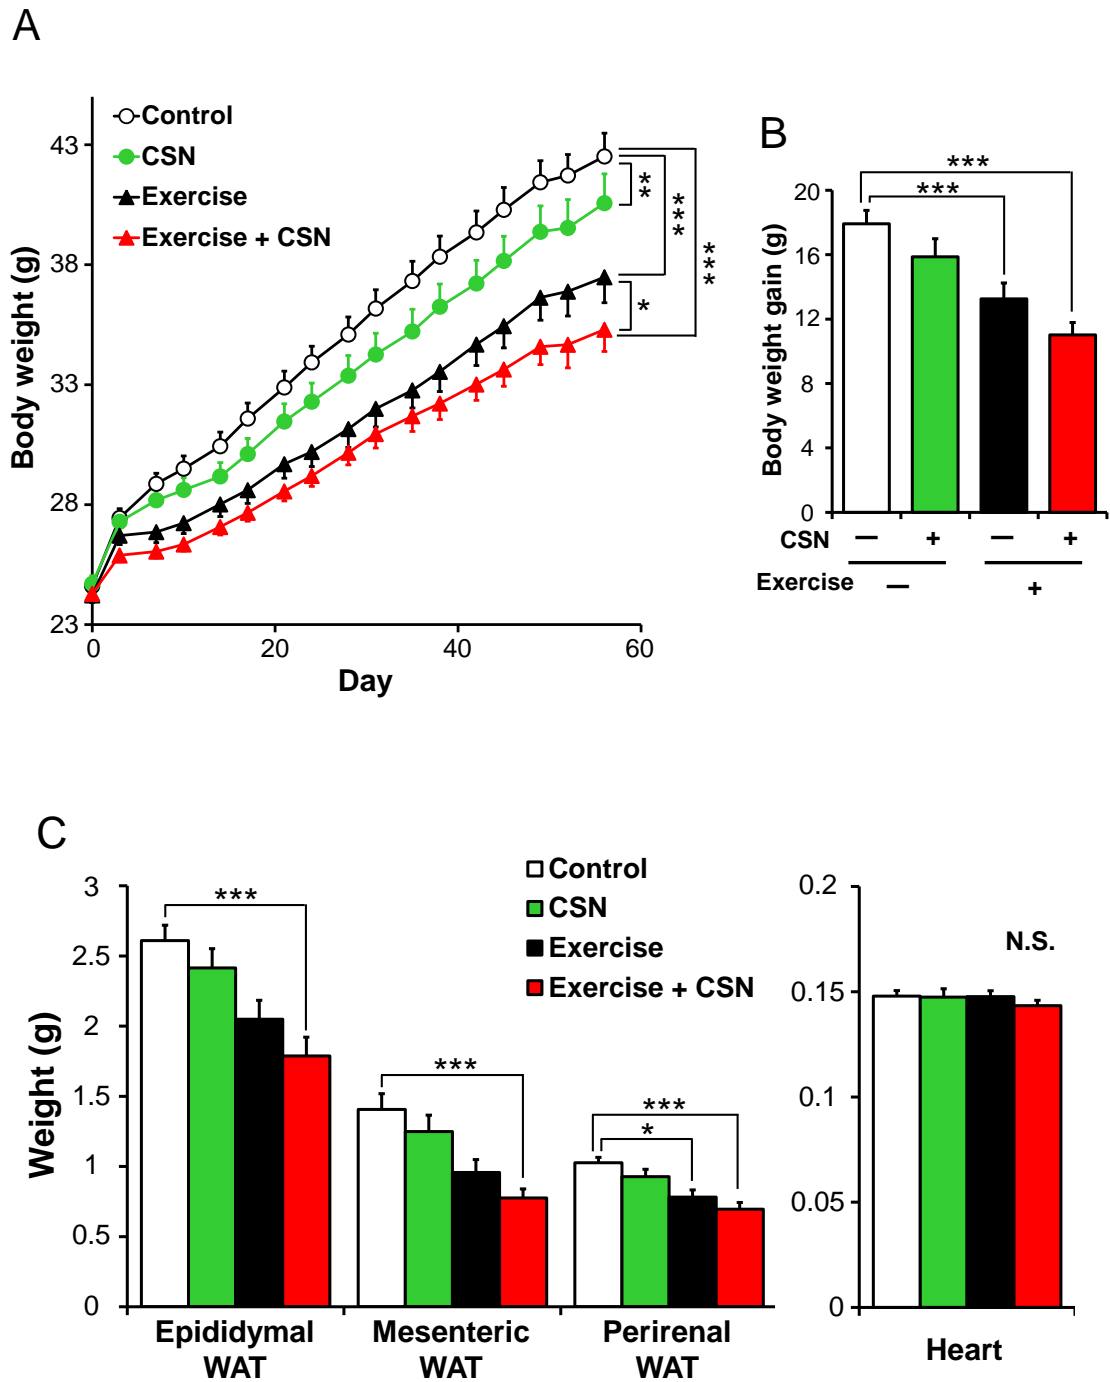 A
Control
CSN
Exercise
Exercise + CSN
43
38
33
28
23
0
20
40
60
Body weight (g)
Day
**
***
***
*
B
***
***
20
16
12
8
4
0
Body weight gain (g)
CSN — + — +
Exercise — +
C
Control
CSN
Exercise
Exercise + CSN
3
2.5
2
1.5
1
0.5
0
Weight (g)
***
***
***
*
Epididymal
WAT
Mesenteric
WAT
Perirenal
WAT
0.2
0.15
0.1
0.05
0
N.S.
Heart